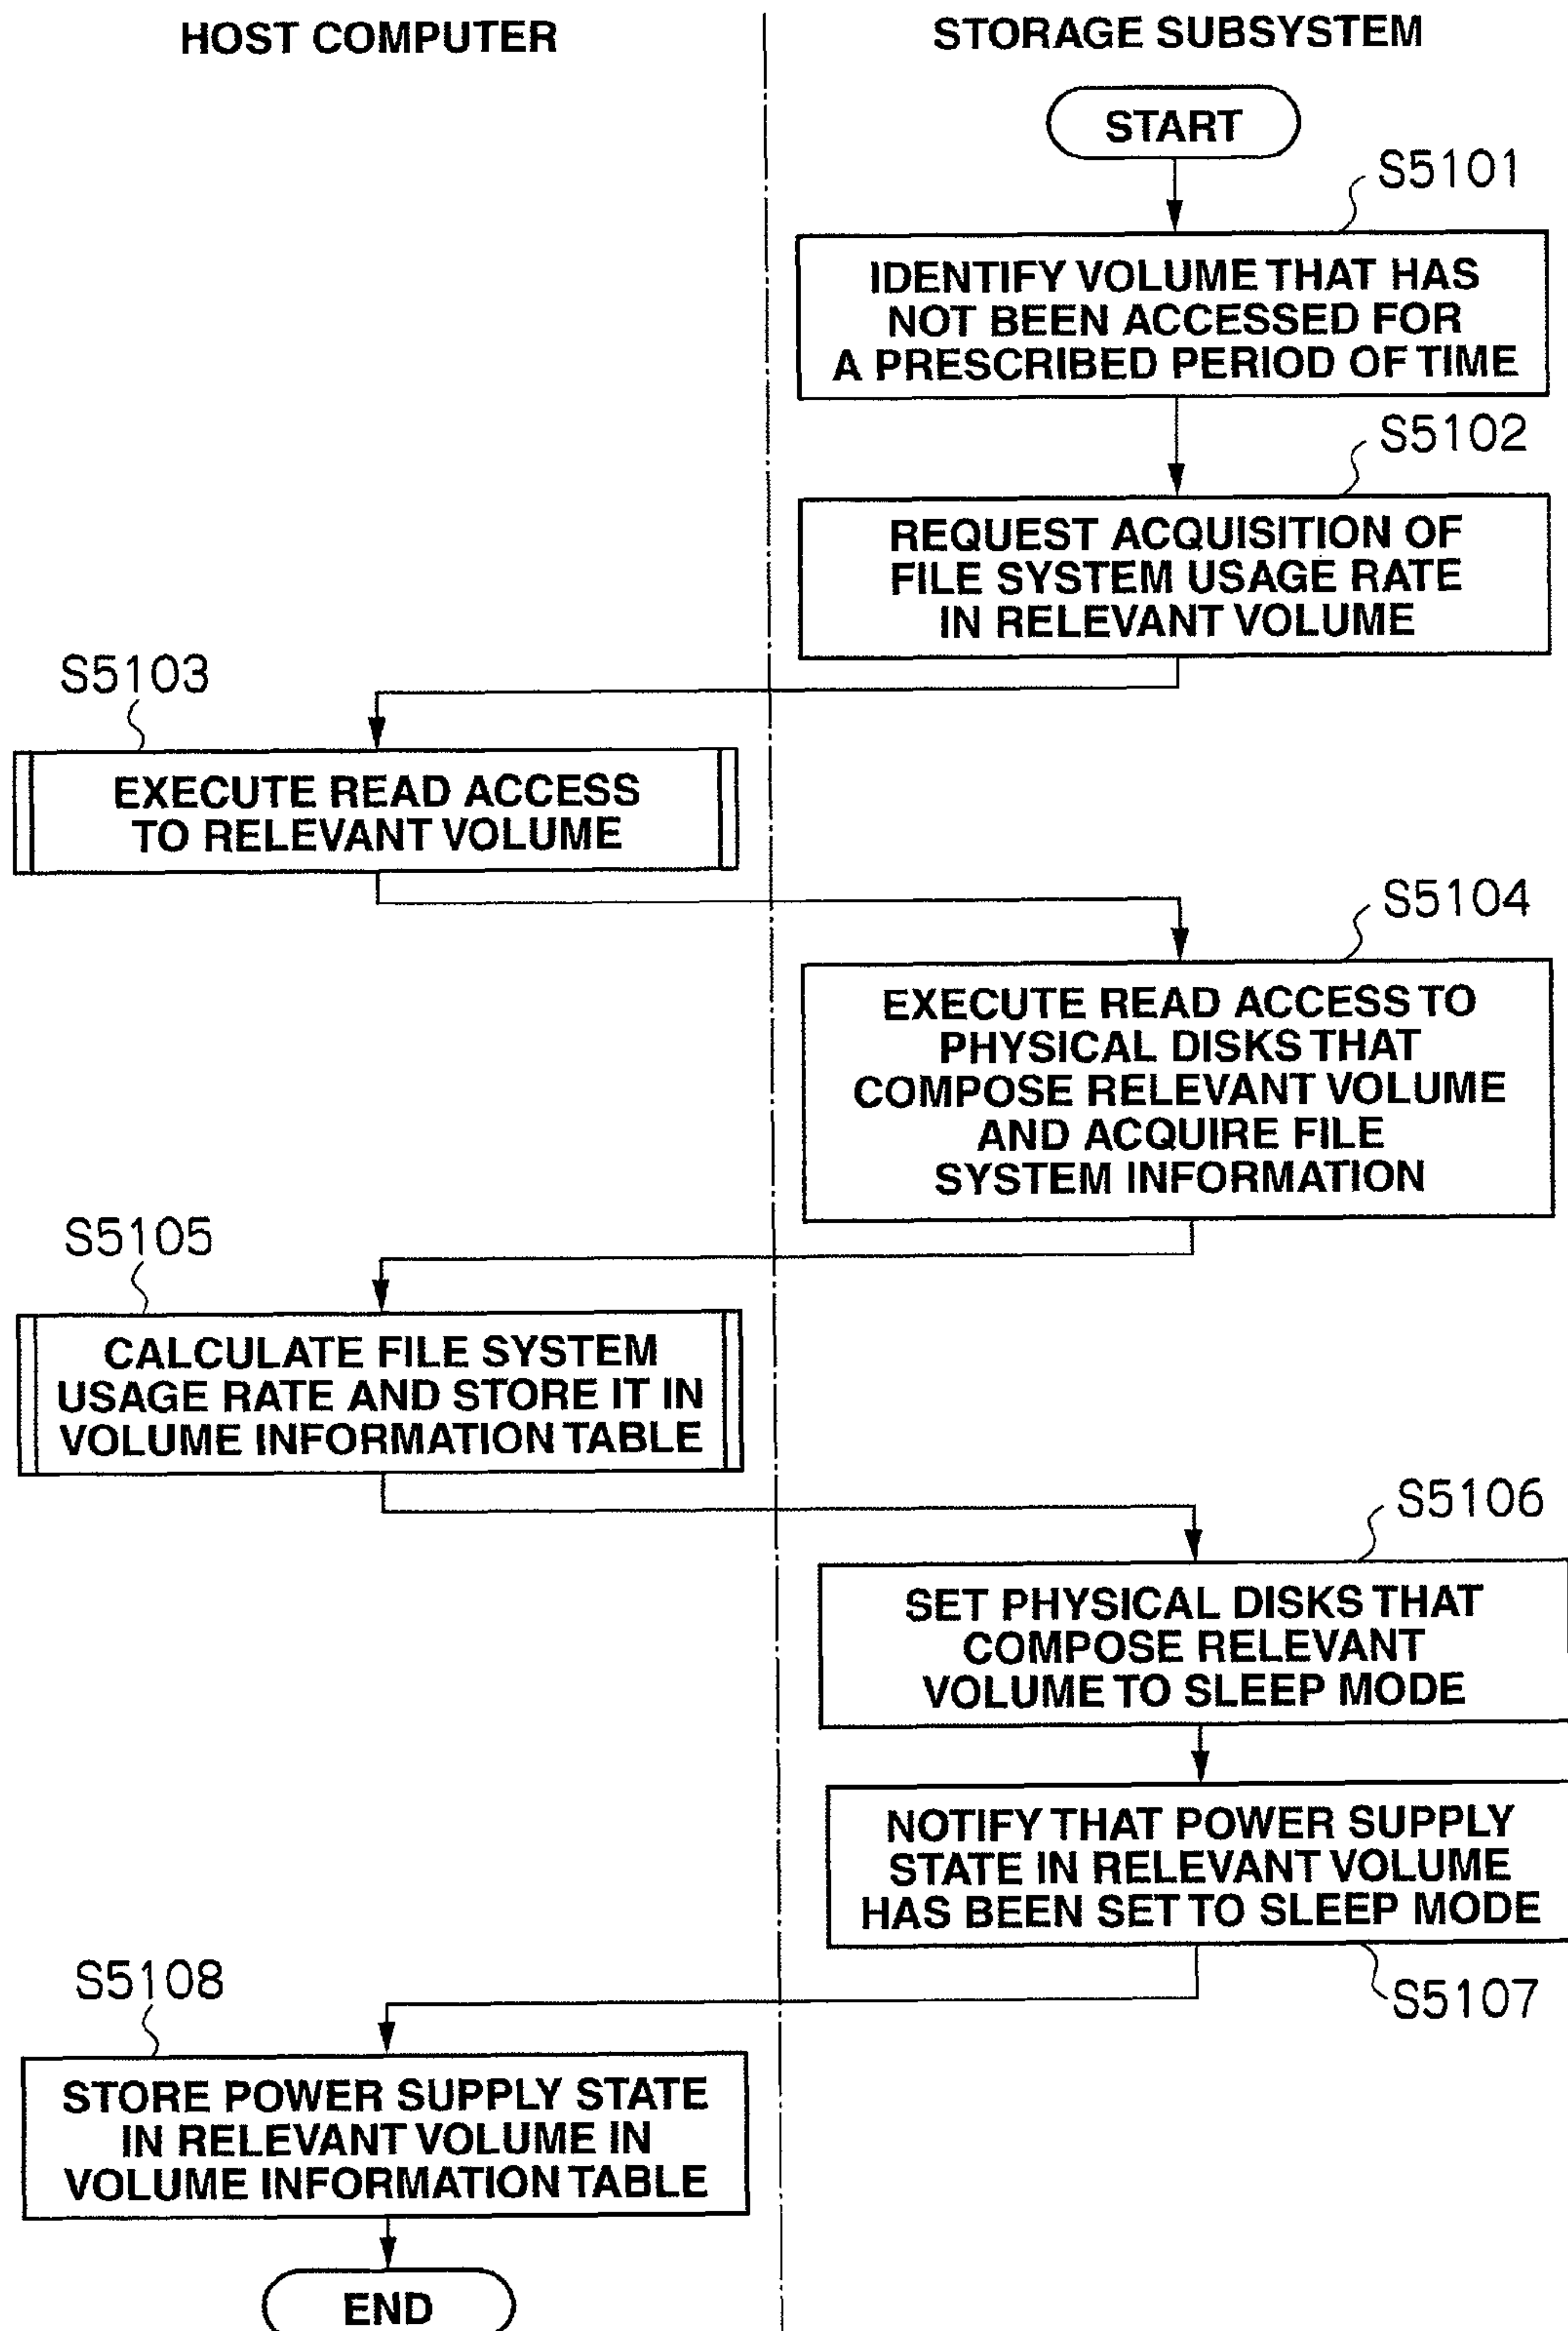 HOST COMPUTER
STORAGE SUBSYSTEM
START
S5101
IDENTIFY VOLUME THAT HAS
NOT BEEN ACCESSED FOR
A PRESCRIBED PERIOD OF TIME
S5102
REQUEST ACQUISITION OF
FILE SYSTEM USAGE RATE
IN RELEVANT VOLUME
S5103
EXECUTE READ ACCESS
TO RELEVANT VOLUME
S5104
EXECUTE READ ACCESS TO
PHYSICAL DISKS THAT
COMPOSE RELEVANT VOLUME
AND ACQUIRE FILE
SYSTEM INFORMATION
S5105
CALCULATE FILE SYSTEM
USAGE RATE AND STORE IT IN
VOLUME INFORMATION TABLE
S5106
SET PHYSICAL DISKS THAT
COMPOSE RELEVANT
VOLUME TO SLEEP MODE
NOTIFY THAT POWER SUPPLY
STATE IN RELEVANT VOLUME
HAS BEEN SET TO SLEEP MODE
S5107
S5108
STORE POWER SUPPLY STATE
IN RELEVANT VOLUME IN
VOLUME INFORMATION TABLE
END